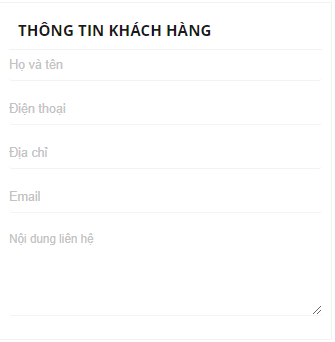 THÔNG TIN KHÁCH HÀNG
Họ và tên
Điện thoại
Địa chỉ
Email
Nội dung liên hệ